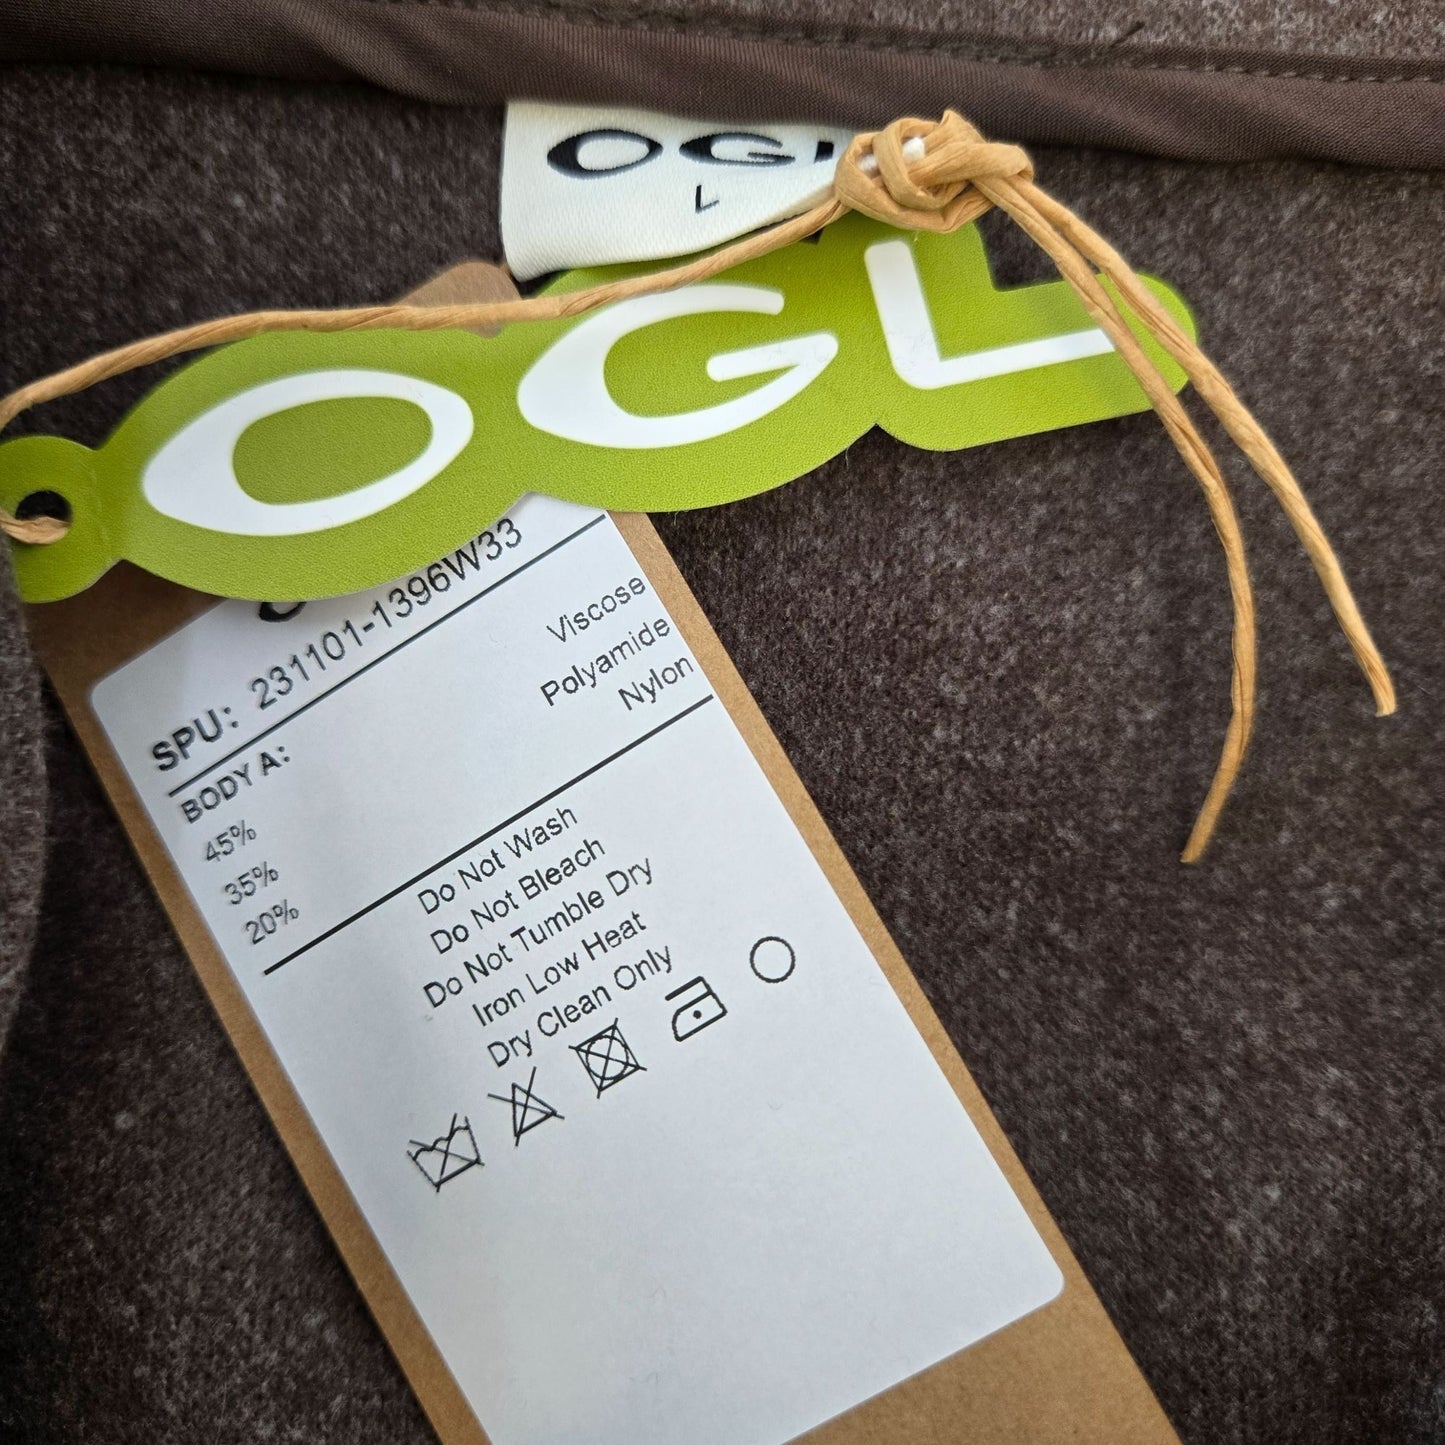 OGL
L
OGL
SPU: 231101-1396W33
BODY A:
45% Viscose
35% Polyamide
20% Nylon
Do Not Wash
Do Not Bleach
Do Not Tumble Dry
Iron Low Heat
Dry Clean Only